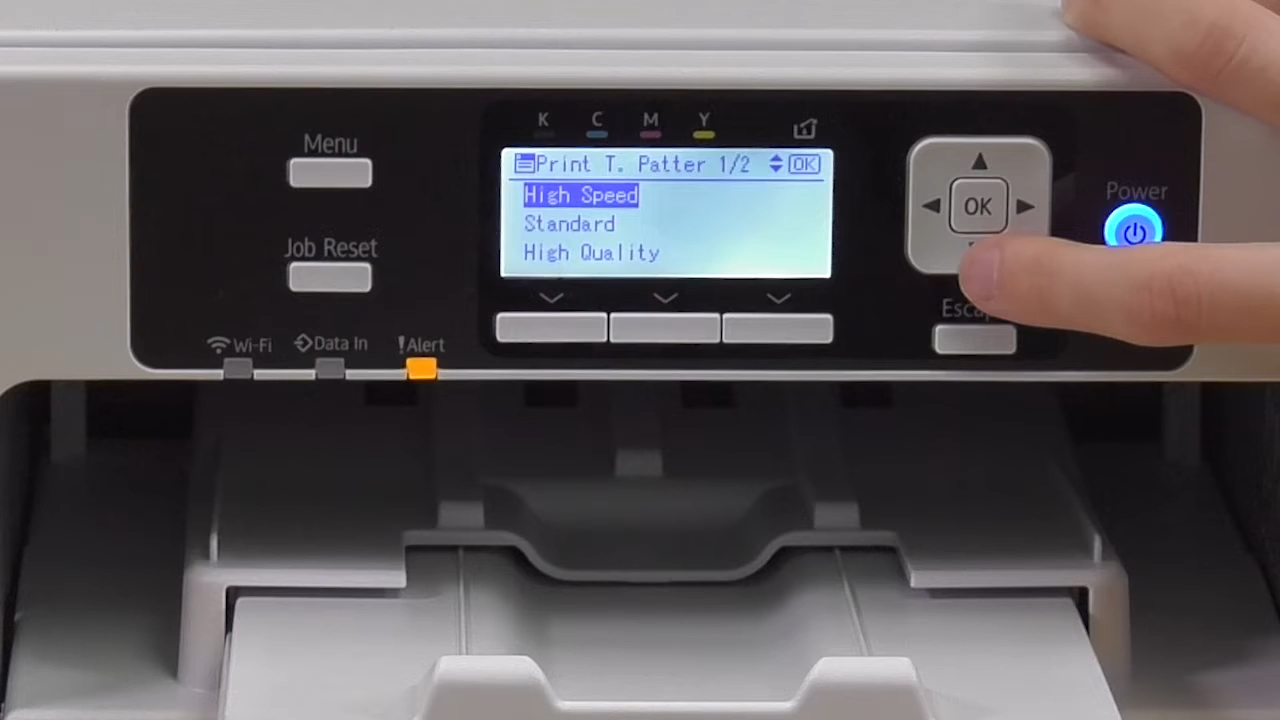 Menu
Job Reset
Wi-Fi
Data In
!Alert
K C M Y
Print T. Patter 1/2 OK
High Speed
Standard
High Quality
OK
Power